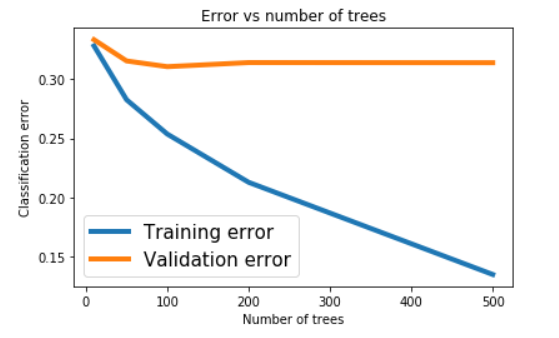 Error vs number of trees
Classification error
0.30
0.25
0.20
0.15
Training error
Validation error
0 100 200 300 400 500
Number of trees